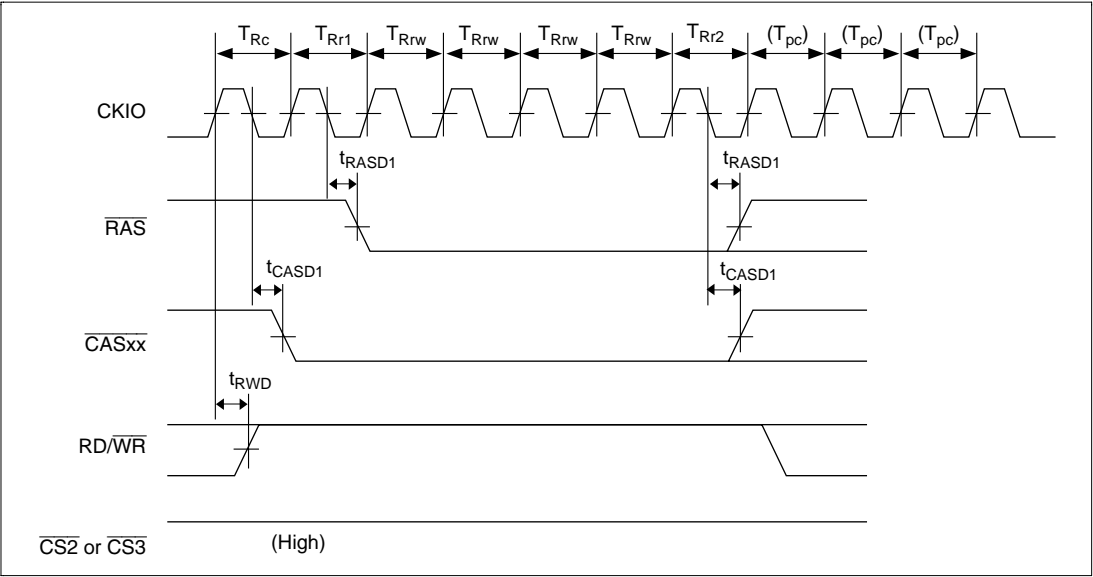 TRc TRr1 TRrw TRrw TRrw TRrw TRr2 (Tpc) (Tpc) (Tpc)
CKIO
tRASD1 tRASD1
RAS
tCASD1 tCASD1
CASxx
tRWD
RD/WR
CS2 or CS3 (High)